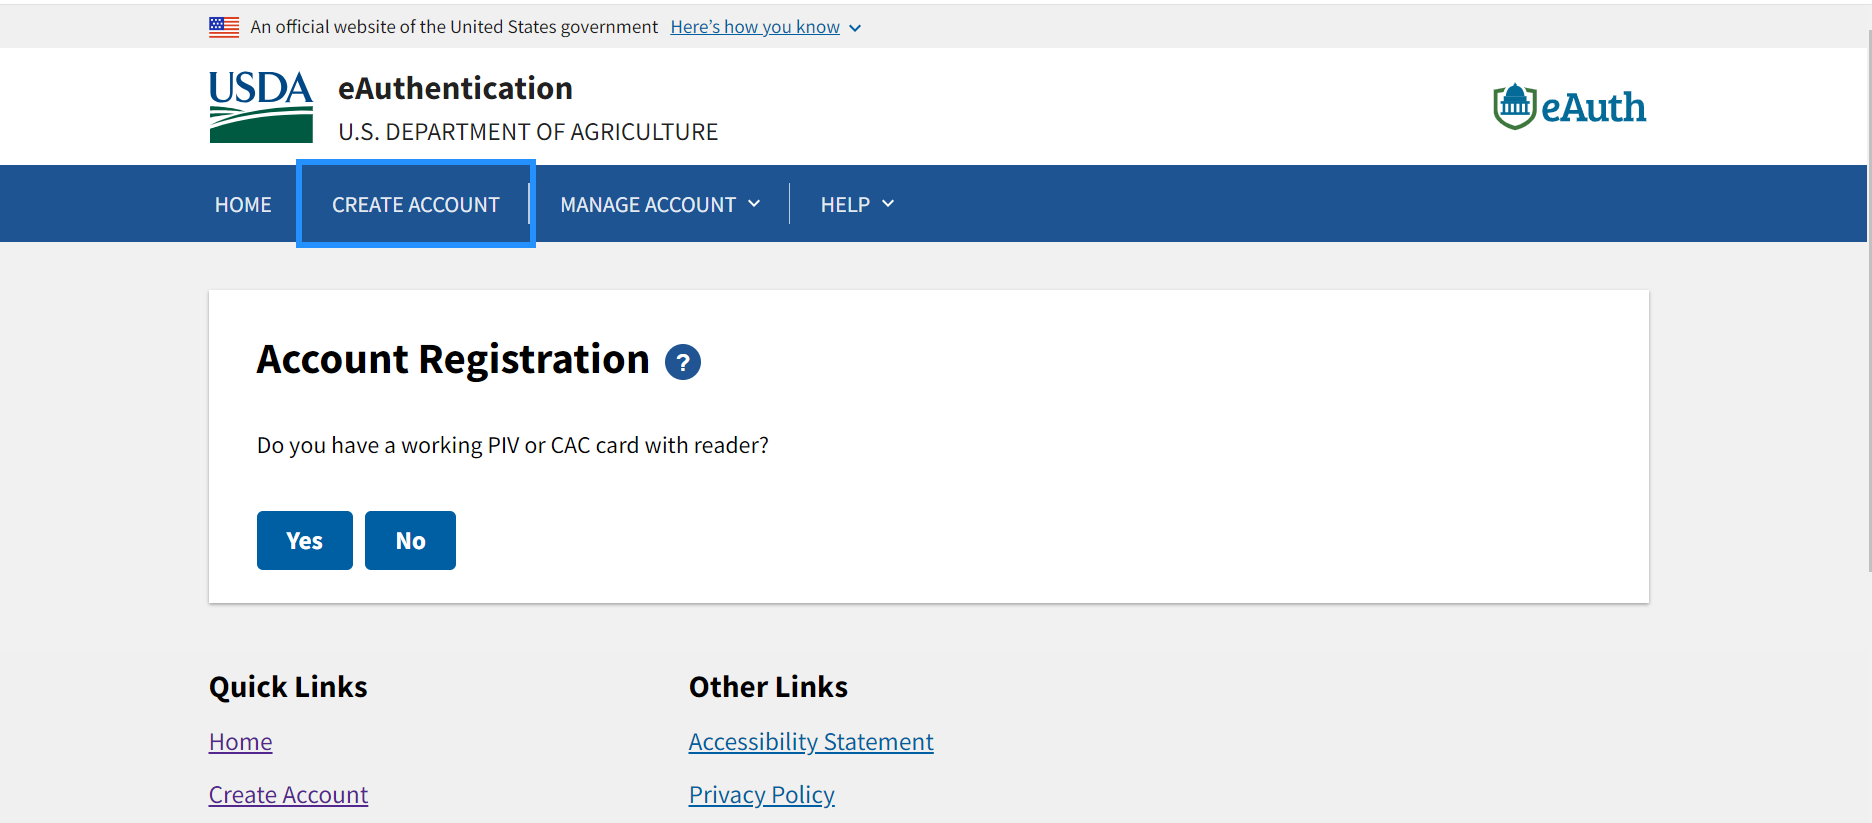 An official website of the United States government Here's how you know
USDA
eAuthentication
U.S. DEPARTMENT OF AGRICULTURE
eAuth
HOME CREATE ACCOUNT MANAGE ACCOUNT HELP
Account Registration ?
Do you have a working PIV or CAC card with reader?
Yes No
Quick Links Other Links
Home Accessibility Statement
Create Account Privacy Policy